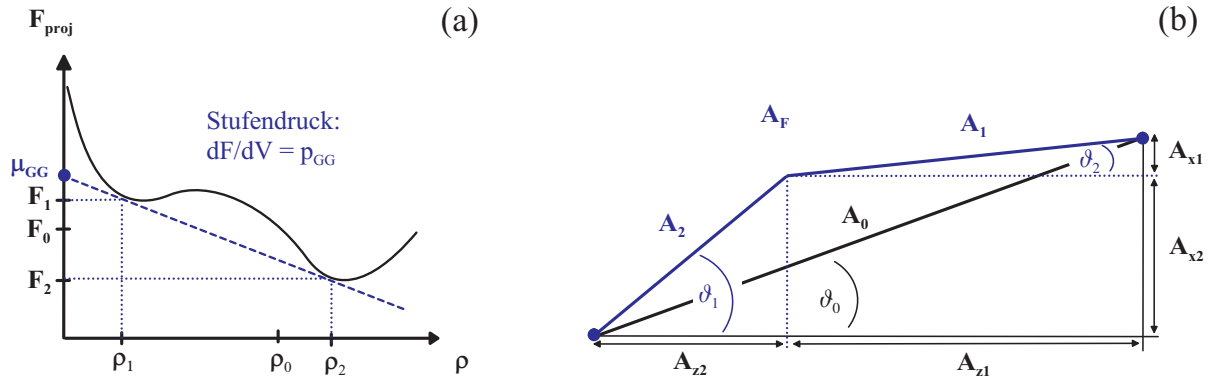 F_proj
(a)
Stufendruck:
dF/dV = p_GG
μ_GG
F_1
F_0
F_2
ρ_1
ρ_0
ρ_2
ρ
(b)
A_F
A_1
A_x1
ϑ_2
A_2
A_0
A_x2
ϑ_1
ϑ_0
A_z2
A_z1